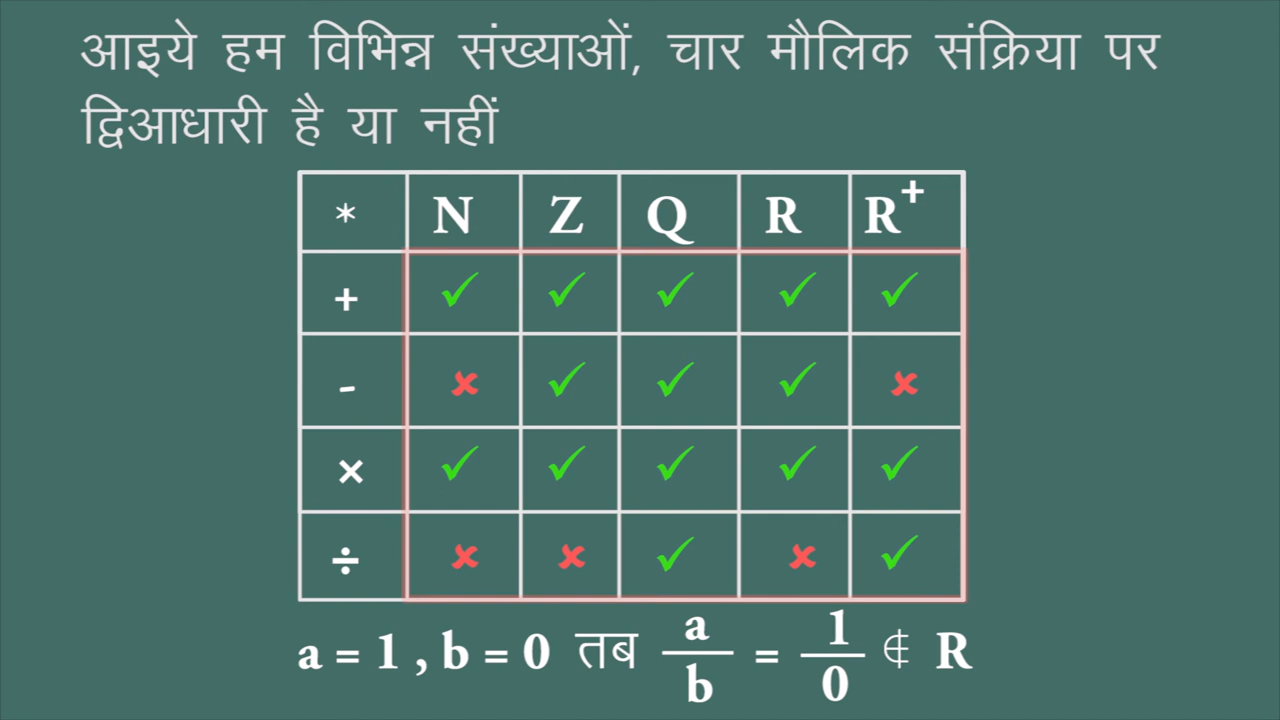 आइये हम विभिन्न संख्याओं, चार मौलिक संक्रिया पर
द्विआधारी है या नहीं
* N Z Q R R⁺
+ ✓ ✓ ✓ ✓ ✓
- ✘ ✓ ✓ ✓ ✘
× ✓ ✓ ✓ ✓ ✓
÷ ✘ ✘ ✓ ✘ ✓
a = 1 , b = 0 तब a/b = 1/0 ∉ R